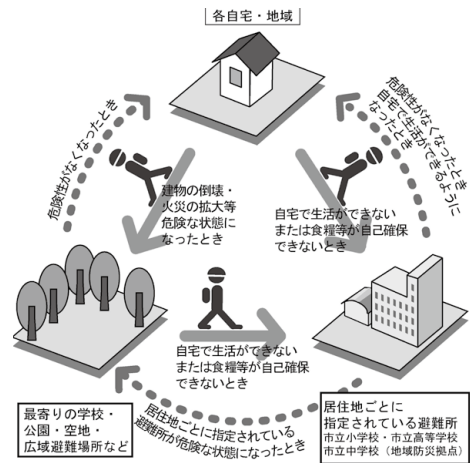 各自宅・地域
危険性がなくなったとき
危険性がなくなったとき
自宅で生活ができるように
なったとき
建物の倒壊・
火災の拡大等
危険な状態に
なったとき
自宅で生活ができない
または食糧等が自己確保
できないとき
自宅で生活ができない
または食糧等が自己確保
できないとき
最寄りの学校・
公園・空地・
広域避難場所など
居住地ごとに指定されている
避難所が危険な状態になったとき
居住地ごとに
指定されている避難所
市立小学校・市立高等学校
市立中学校（地域防災拠点）